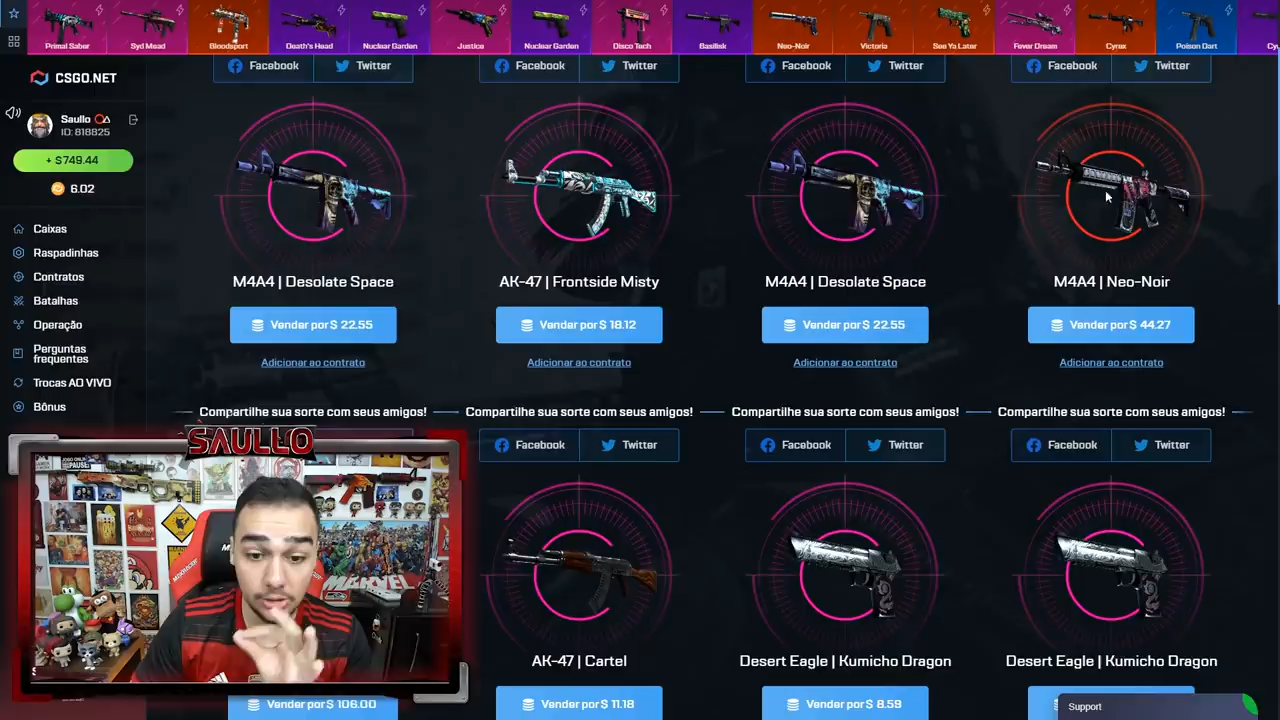 Primal Saber
Syd Mead
Bloodsport
Death's Head
Nuclear Garden
Justice
Nuclear Garden
Disco Tech
Basilisk
Neo-Noir
Victoria
See Ya Later
Fever Dream
Cyrex
Poison Dart
CSGO.NET
Saullo
ID: 818825
+ $749.44
6.02
Caixas
Raspadinhas
Contratos
Batalhas
Operação
Perguntas
frequentes
Trocas AO VIVO
Bônus
Facebook Twitter
Facebook Twitter
Facebook Twitter
Facebook Twitter
M4A4 | Desolate Space
AK-47 | Frontside Misty
M4A4 | Desolate Space
M4A4 | Neo-Noir
Vender por $ 22.55
Vender por $ 18.12
Vender por $ 22.55
Vender por $ 44.27
Adicionar ao contrato
Adicionar ao contrato
Adicionar ao contrato
Adicionar ao contrato
Compartilhe sua sorte com seus amigos!
Compartilhe sua sorte com seus amigos!
Compartilhe sua sorte com seus amigos!
Compartilhe sua sorte com seus amigos!
Facebook Twitter
Facebook Twitter
Facebook Twitter
SAULLO
MARVEL
AK-47 | Cartel
Desert Eagle | Kumicho Dragon
Desert Eagle | Kumicho Dragon
Vender por $ 106.00
Vender por $ 11.18
Vender por $ 8.59
Support